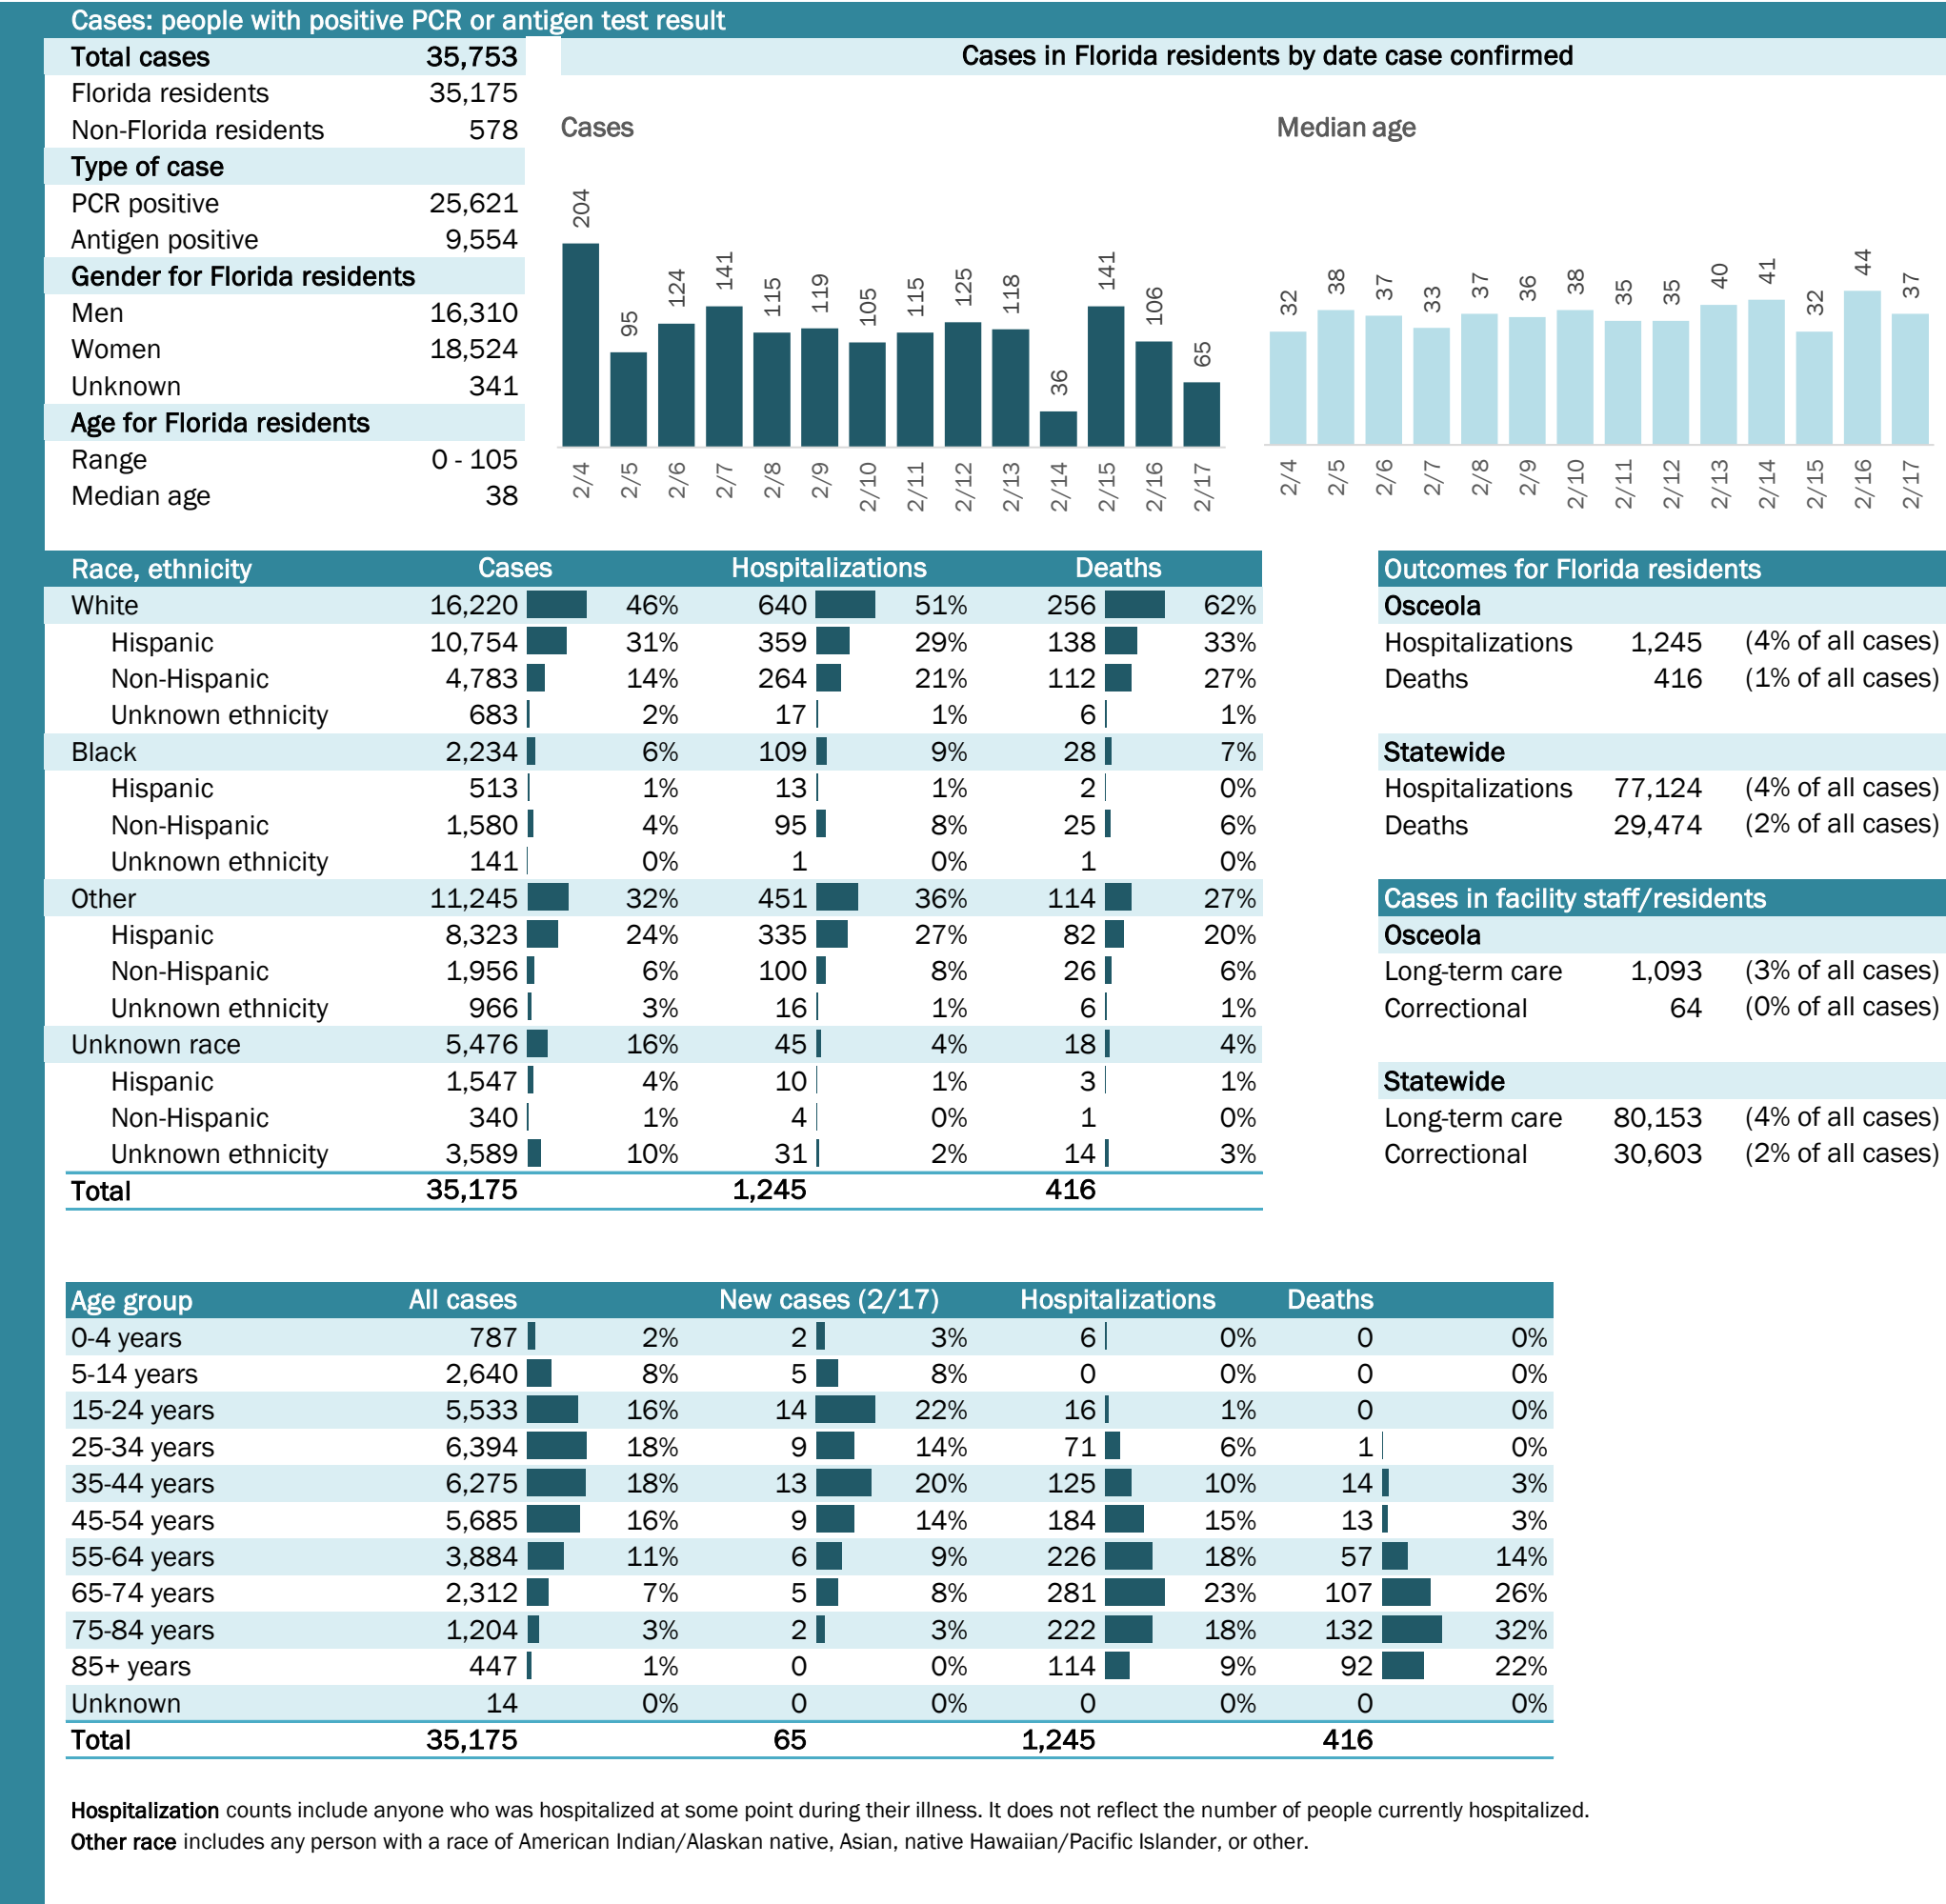 Cases: people with positive PCR or antigen test result
Total cases 35,753
Florida residents 35,175
Non-Florida residents 578
Type of case
PCR positive 25,621
Antigen positive 9,554
Gender for Florida residents
Men 16,310
Women 18,524
Unknown 341
Age for Florida residents
Range 0 - 105
Median age 38
Cases in Florida residents by date case confirmed
Cases
204 95 124 141 115 119 105 115 125 118 36 141 106 65
2/4 2/5 2/6 2/7 2/8 2/9 2/10 2/11 2/12 2/13 2/14 2/15 2/16 2/17
Median age
32 38 37 33 37 36 38 35 35 40 41 32 44 37
2/4 2/5 2/6 2/7 2/8 2/9 2/10 2/11 2/12 2/13 2/14 2/15 2/16 2/17
Race, ethnicity Cases Hospitalizations Deaths
White 16,220 46% 640 51% 256 62%
Hispanic 10,754 31% 359 29% 138 33%
Non-Hispanic 4,783 14% 264 21% 112 27%
Unknown ethnicity 683 2% 17 1% 6 1%
Black 2,234 6% 109 9% 28 7%
Hispanic 513 1% 13 1% 2 0%
Non-Hispanic 1,580 4% 95 8% 25 6%
Unknown ethnicity 141 0% 1 0% 1 0%
Other 11,245 32% 451 36% 114 27%
Hispanic 8,323 24% 335 27% 82 20%
Non-Hispanic 1,956 6% 100 8% 26 6%
Unknown ethnicity 966 3% 16 1% 6 1%
Unknown race 5,476 16% 45 4% 18 4%
Hispanic 1,547 4% 10 1% 3 1%
Non-Hispanic 340 1% 4 0% 1 0%
Unknown ethnicity 3,589 10% 31 2% 14 3%
Total 35,175 1,245 416
Outcomes for Florida residents
Osceola
Hospitalizations 1,245 (4% of all cases)
Deaths 416 (1% of all cases)
Statewide
Hospitalizations 77,124 (4% of all cases)
Deaths 29,474 (2% of all cases)
Cases in facility staff/residents
Osceola
Long-term care 1,093 (3% of all cases)
Correctional 64 (0% of all cases)
Statewide
Long-term care 80,153 (4% of all cases)
Correctional 30,603 (2% of all cases)
Age group All cases New cases (2/17) Hospitalizations Deaths
0-4 years 787 2% 2 3% 6 0% 0 0%
5-14 years 2,640 8% 5 8% 0 0% 0 0%
15-24 years 5,533 16% 14 22% 16 1% 0 0%
25-34 years 6,394 18% 9 14% 71 6% 1 0%
35-44 years 6,275 18% 13 20% 125 10% 14 3%
45-54 years 5,685 16% 9 14% 184 15% 13 3%
55-64 years 3,884 11% 6 9% 226 18% 57 14%
65-74 years 2,312 7% 5 8% 281 23% 107 26%
75-84 years 1,204 3% 2 3% 222 18% 132 32%
85+ years 447 1% 0 0% 114 9% 92 22%
Unknown 14 0% 0 0% 0 0% 0 0%
Total 35,175 65 1,245 416
Hospitalization counts include anyone who was hospitalized at some point during their illness. It does not reflect the number of people currently hospitalized.
Other race includes any person with a race of American Indian/Alaskan native, Asian, native Hawaiian/Pacific Islander, or other.